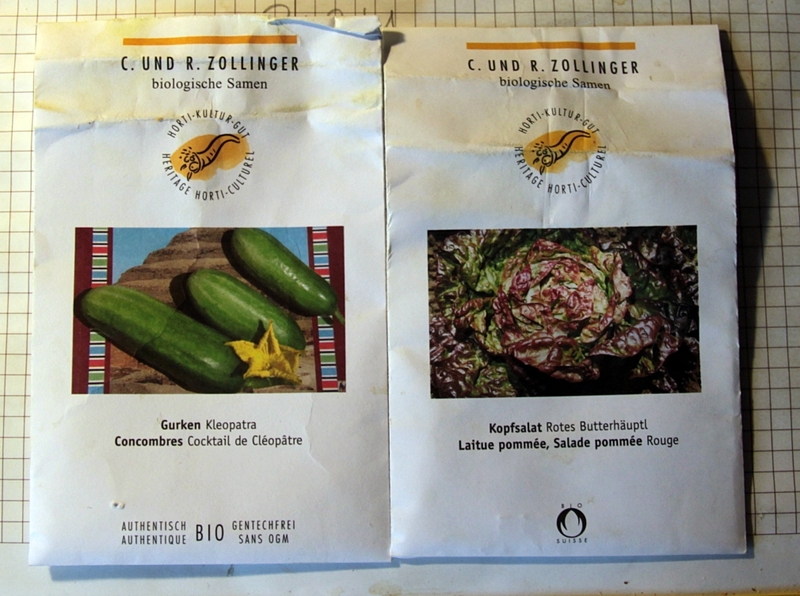 C. UND R. ZOLLINGER
biologische Samen
HORTI-KULTUR-GUT
HERITAGE HORTI-CULTUREL
Gurken Kleopatra
Concombres Cocktail de Cléopâtre
AUTHENTISCH BIO GENTECHFREI
AUTHENTIQUE SANS OGM
C. UND R. ZOLLINGER
biologische Samen
HORTI-KULTUR-GUT
HERITAGE HORTI-CULTUREL
Kopfsalat Rotes Butterhäuptl
Laitue pommée, Salade pommée Rouge
BIO
SUISSE